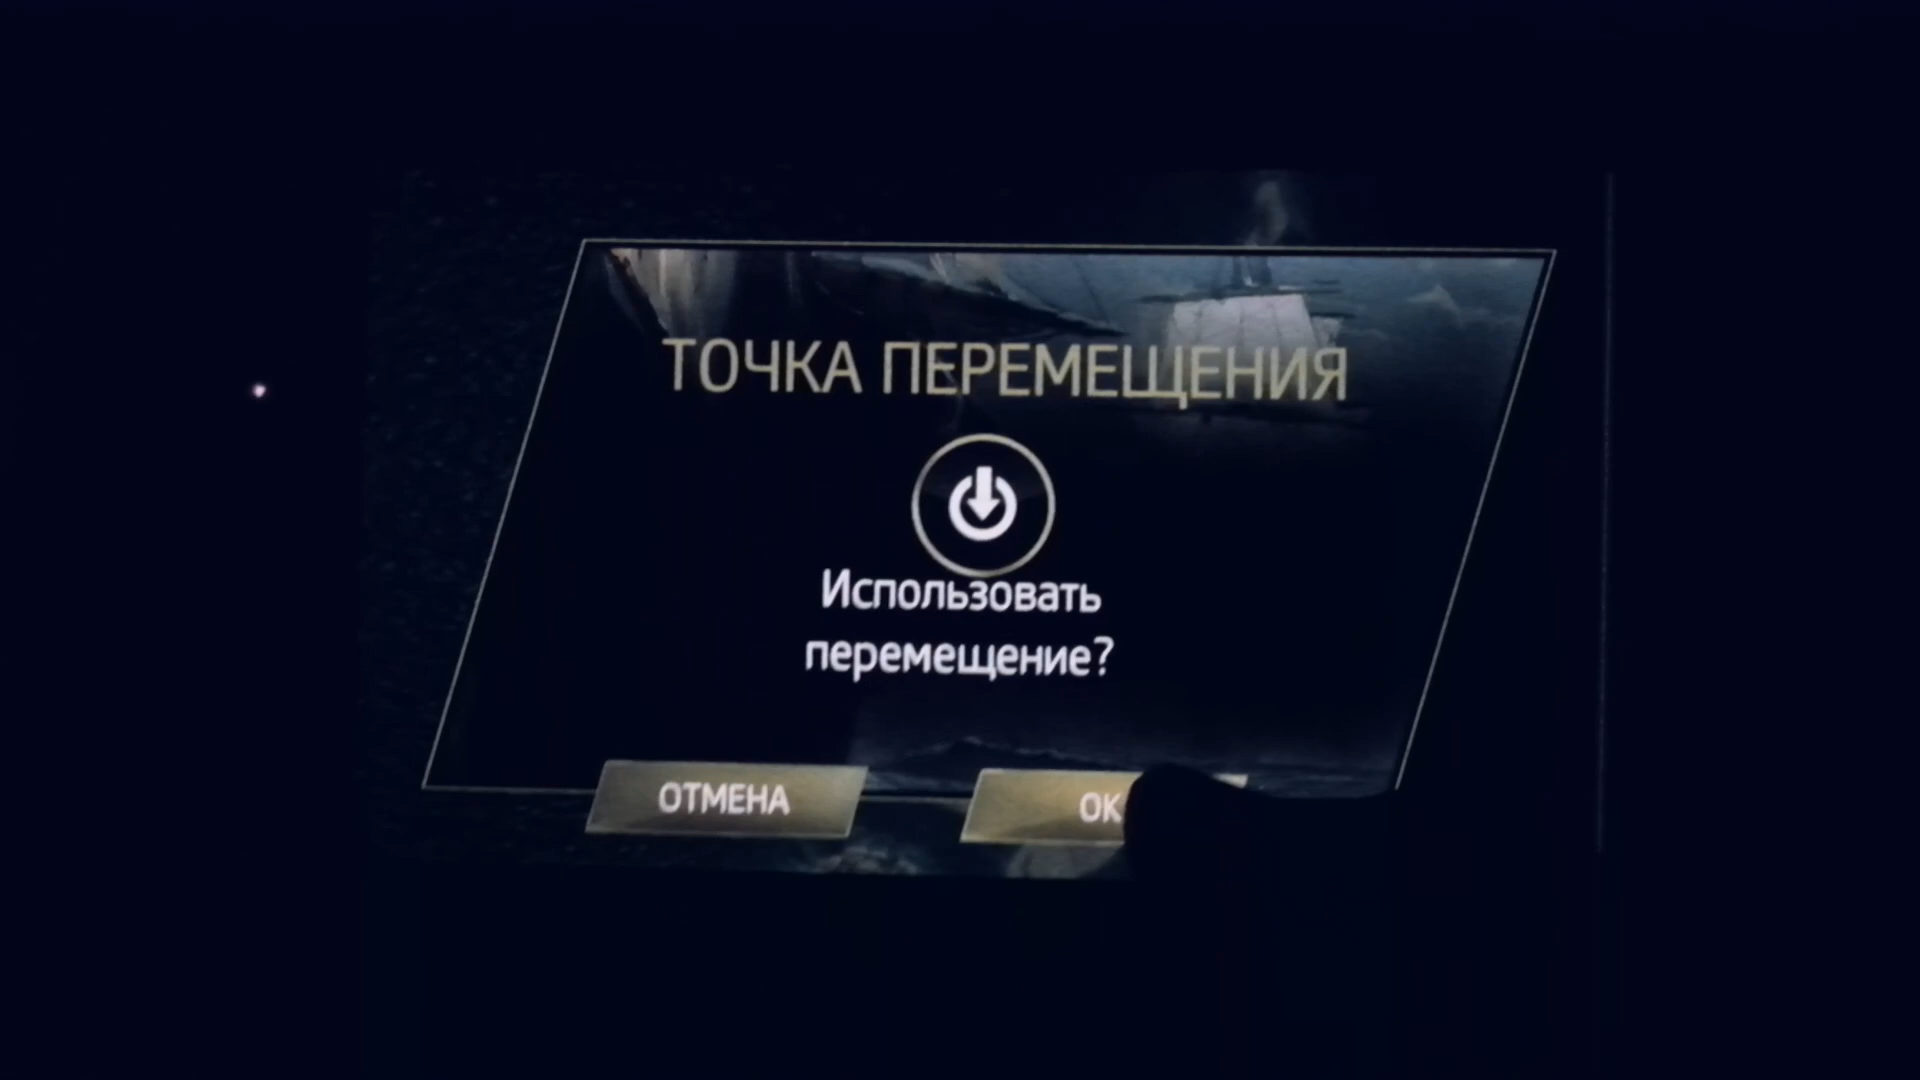 ТОЧКА ПЕРЕМЕЩЕНИЯ
Использовать
перемещение?
ОТМЕНА
ОК